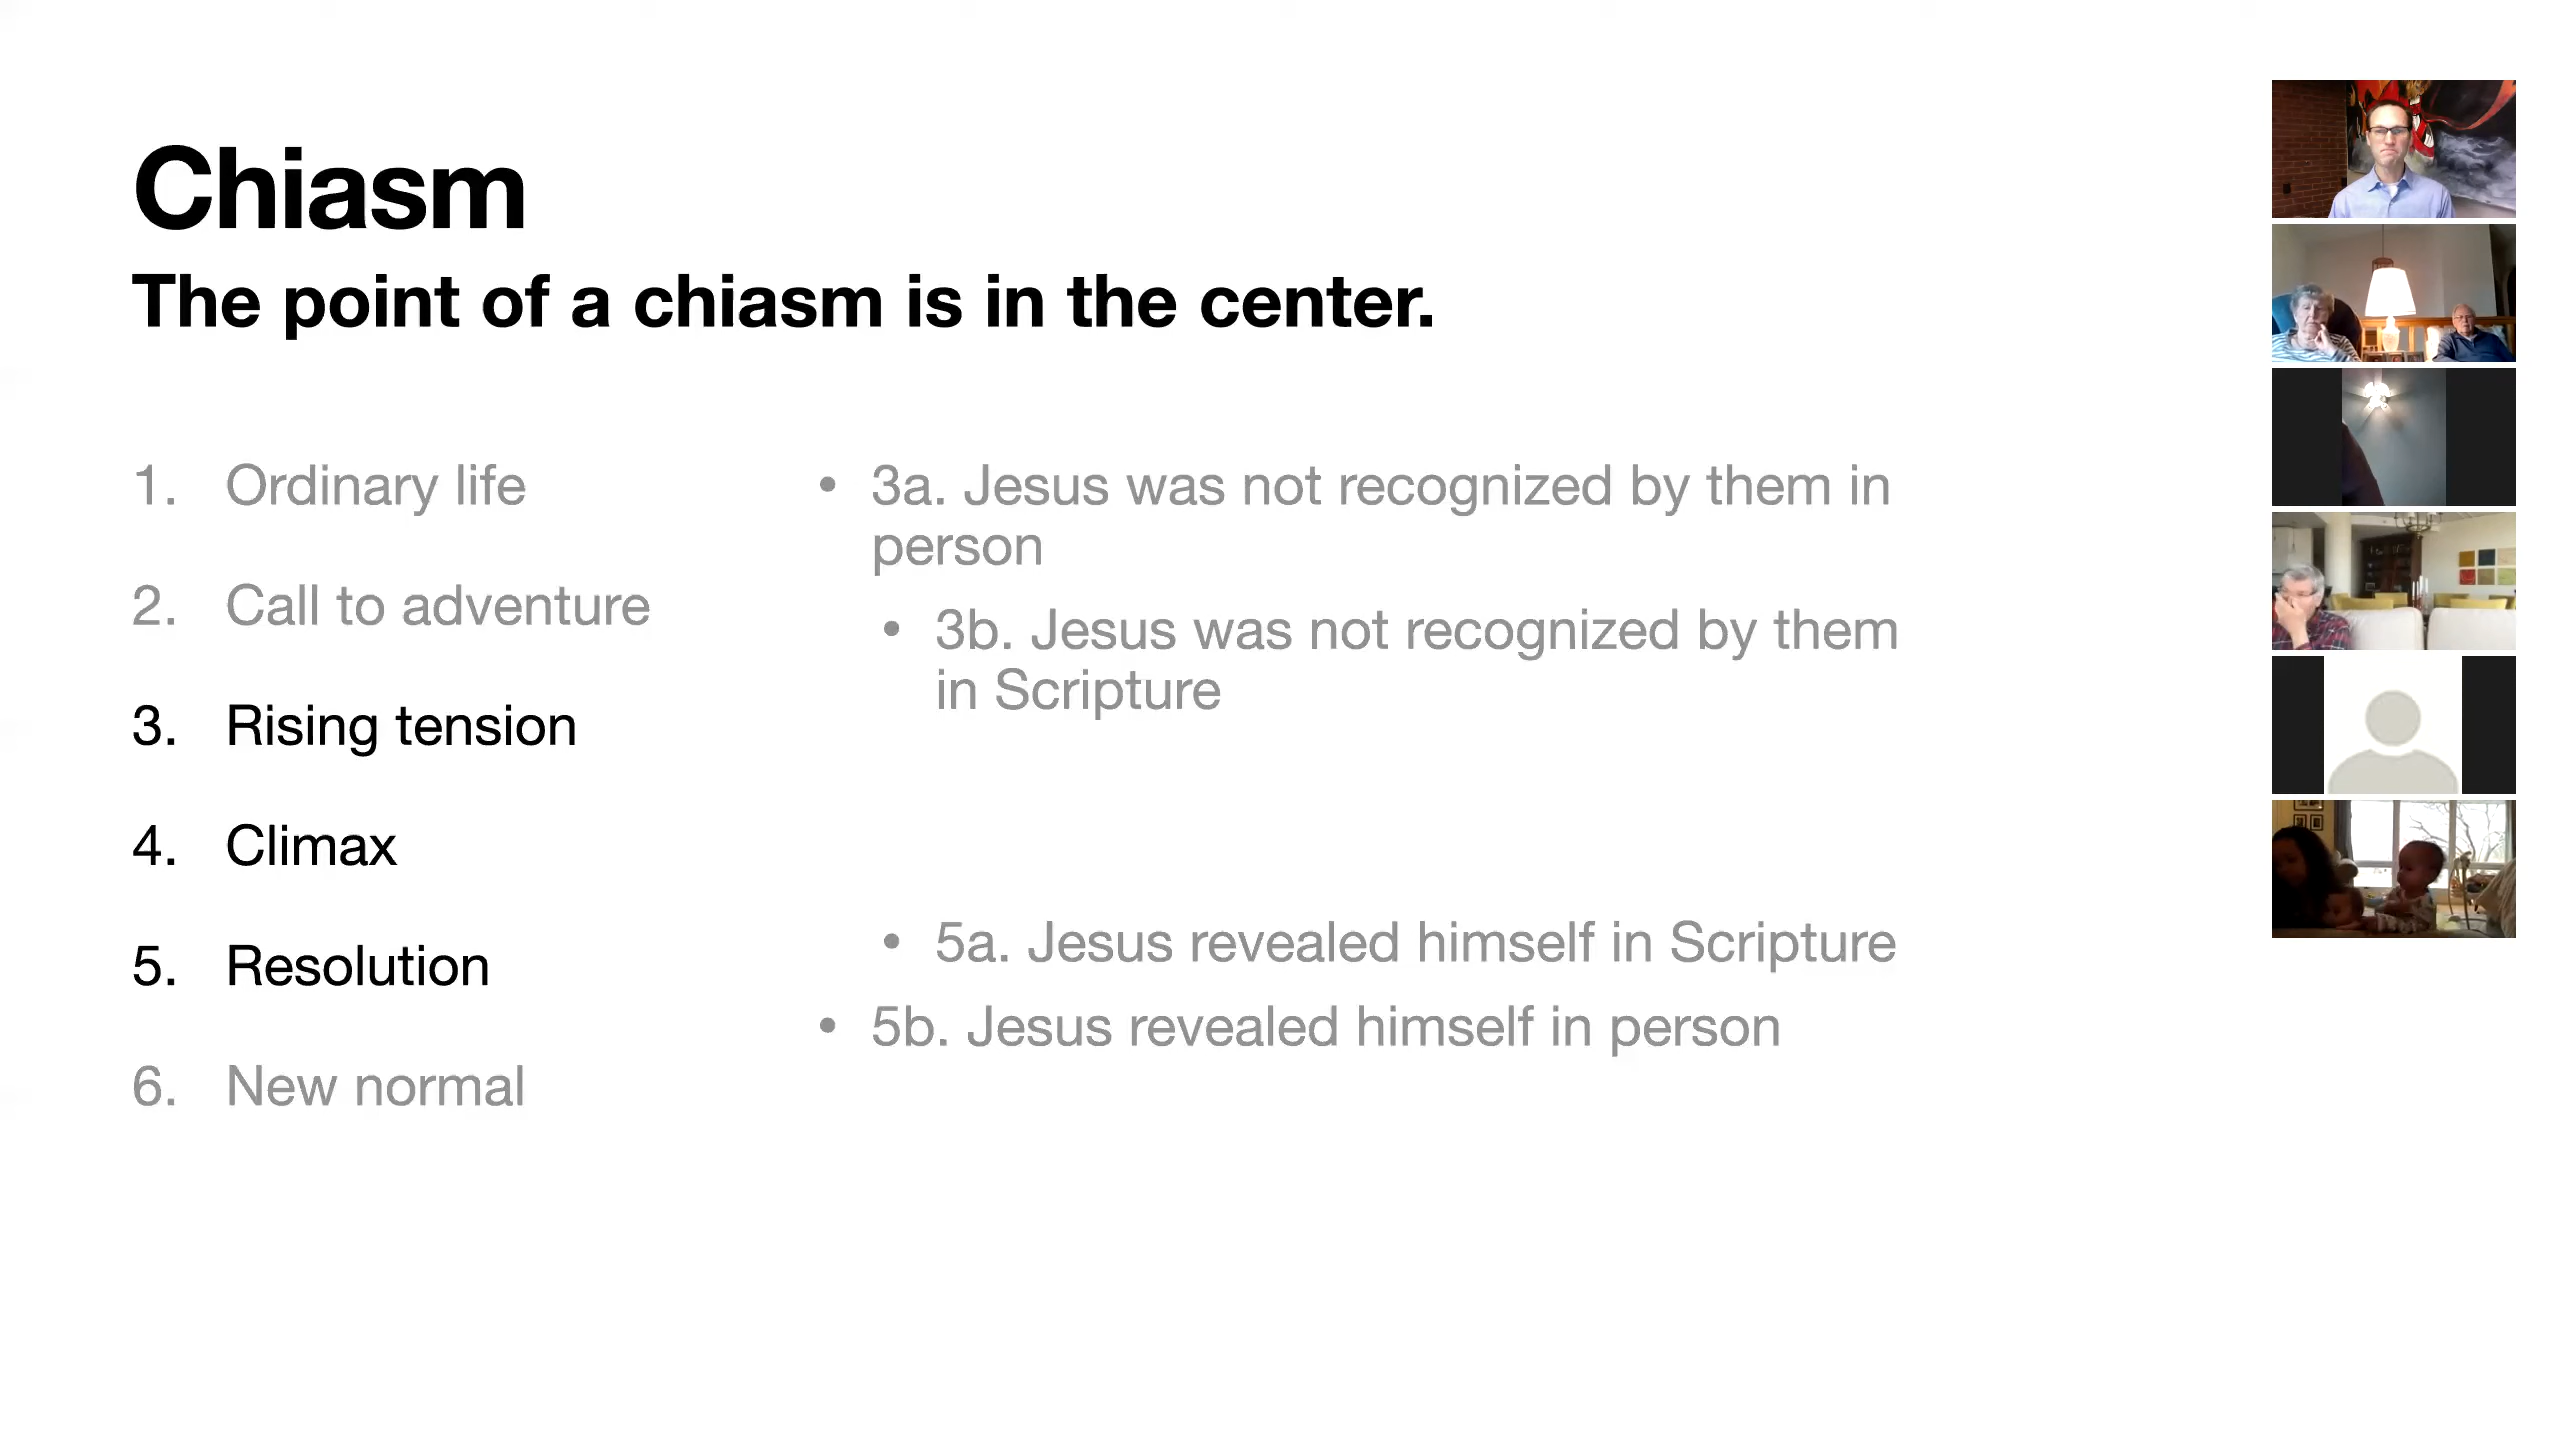 Chiasm
The point of a chiasm is in the center.
1. Ordinary life
2. Call to adventure
3. Rising tension
4. Climax
5. Resolution
6. New normal
• 3a. Jesus was not recognized by them in
person
• 3b. Jesus was not recognized by them
in Scripture
• 5a. Jesus revealed himself in Scripture
• 5b. Jesus revealed himself in person